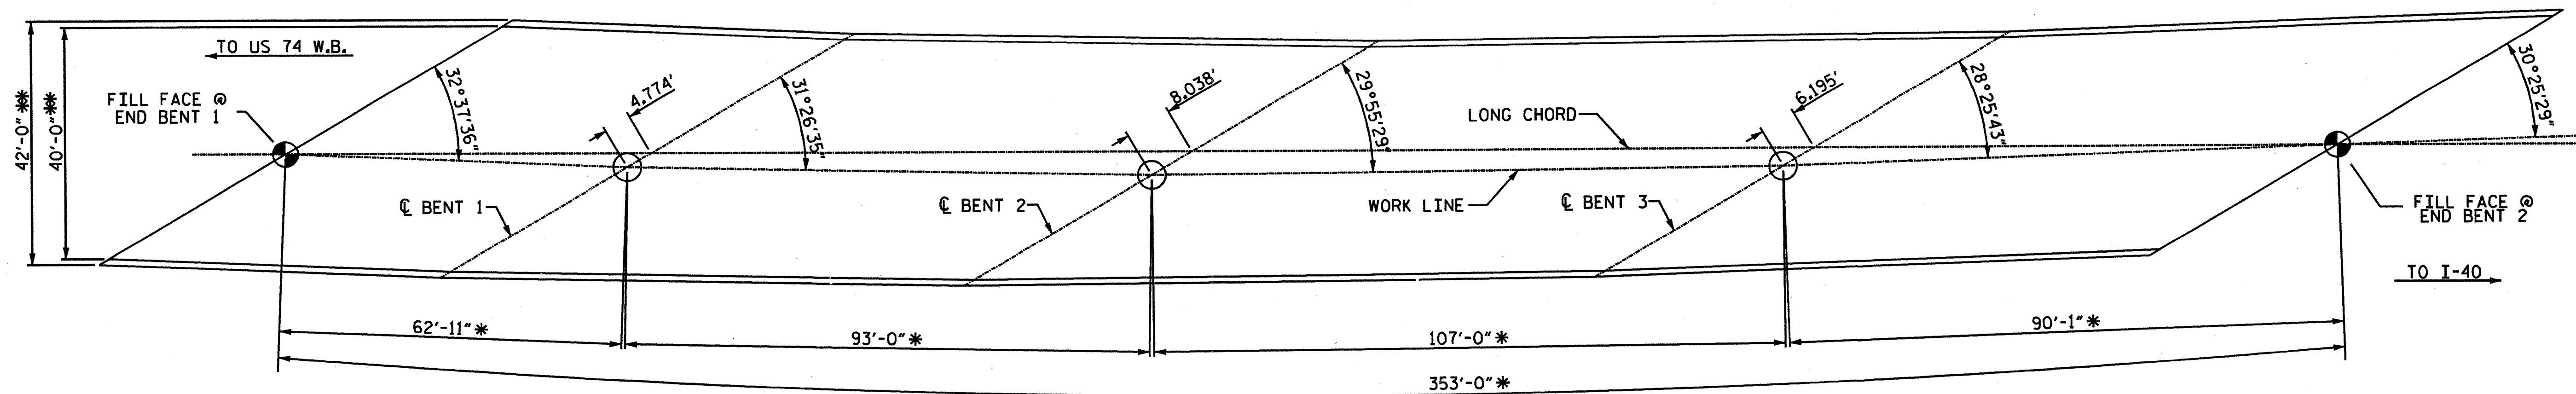 TO US 74 W.B.
FILL FACE @
END BENT 1
42'-0"**
40'-0"**
32°37'36"
4.774'
31°26'35"
8.038'
29°55'29"
LONG CHORD
6.195'
28°25'43"
30°25'29"
℄ BENT 1
℄ BENT 2
WORK LINE
℄ BENT 3
FILL FACE @
END BENT 2
TO I-40
62'-11"*
93'-0"*
107'-0"*
90'-1"*
353'-0"*